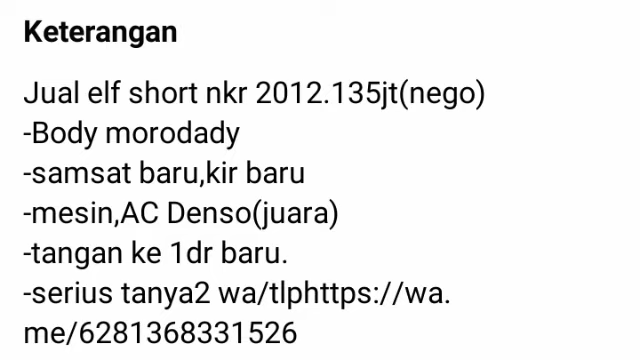 Keterangan
Jual elf short nkr 2012.135jt(nego)
-Body morodady
-samsat baru,kir baru
-mesin,AC Denso(juara)
-tangan ke 1dr baru.
-serius tanya2 wa/tlphttps://wa.
me/6281368331526